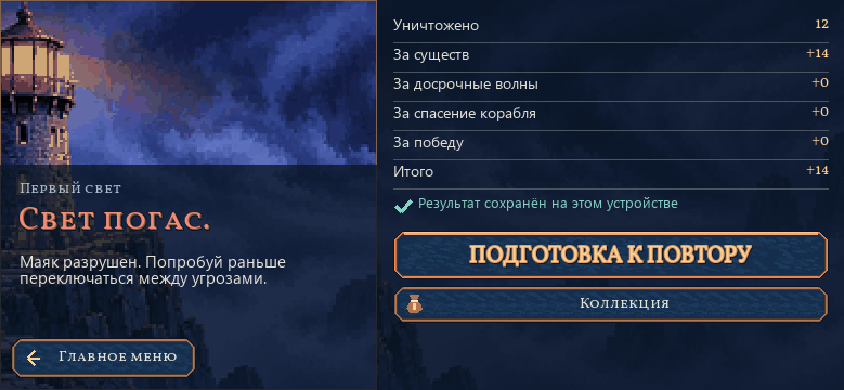 Первый свет
Свет погас.
Маяк разрушен. Попробуй раньше
переключаться между угрозами.
Главное меню
Уничтожено 12
За существ +14
За досрочные волны +0
За спасение корабля +0
За победу +0
Итого +14
Результат сохранён на этом устройстве
ПОДГОТОВКА К ПОВТОРУ
Коллекция